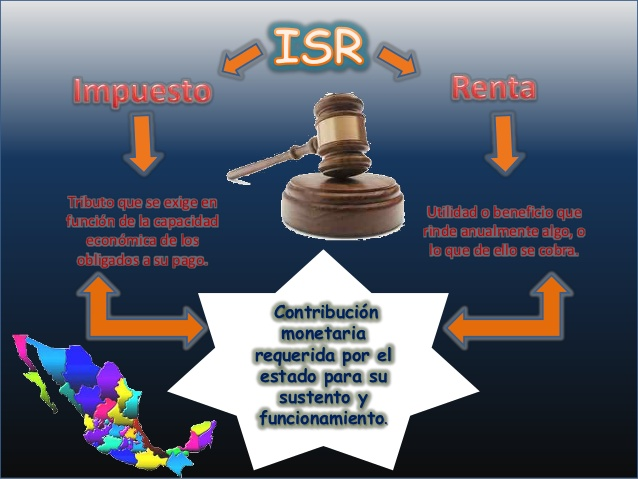 ISR
Impuesto
Renta
Tributo que se exige en
función de la capacidad
económica de los
obligados a su pago.
Utilidad o beneficio que
rinde anualmente algo, o
lo que de ello se cobra.
Contribución
monetaria
requerida por el
estado para su
sustento y
funcionamiento.